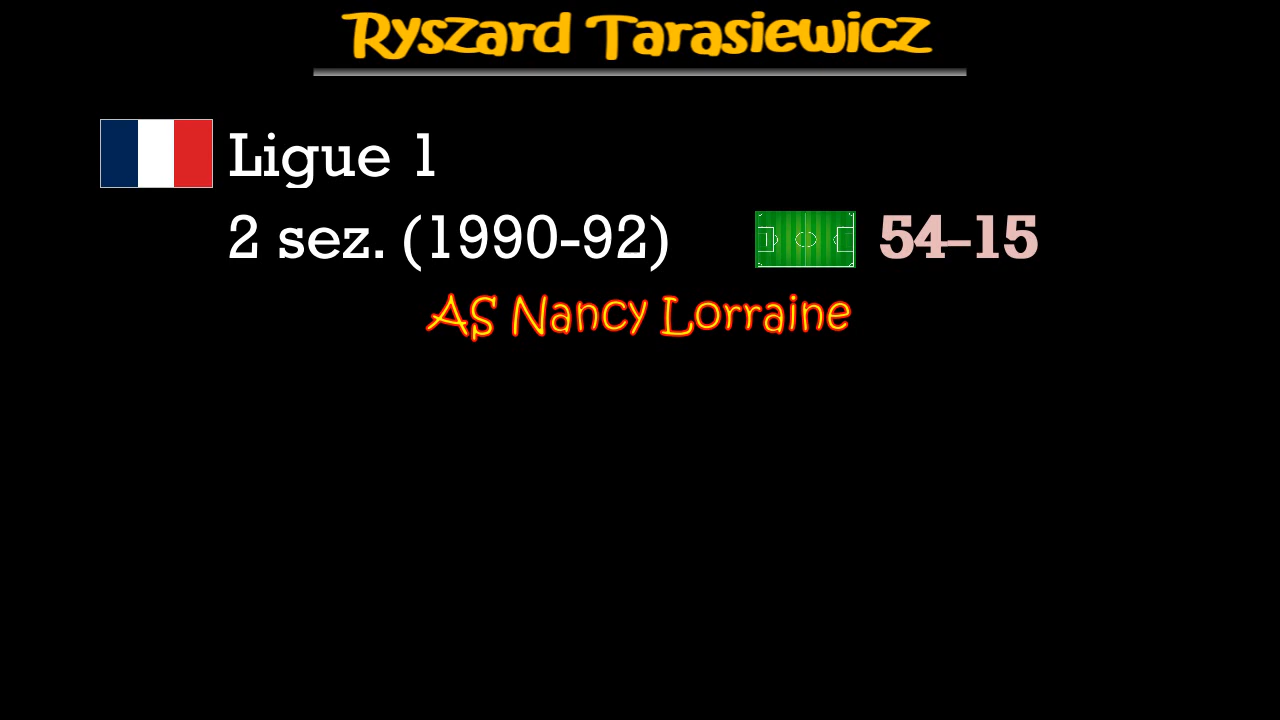 Ryszard Tarasiewicz
Ligue 1
2 sez. (1990-92) 54–15
AS Nancy Lorraine